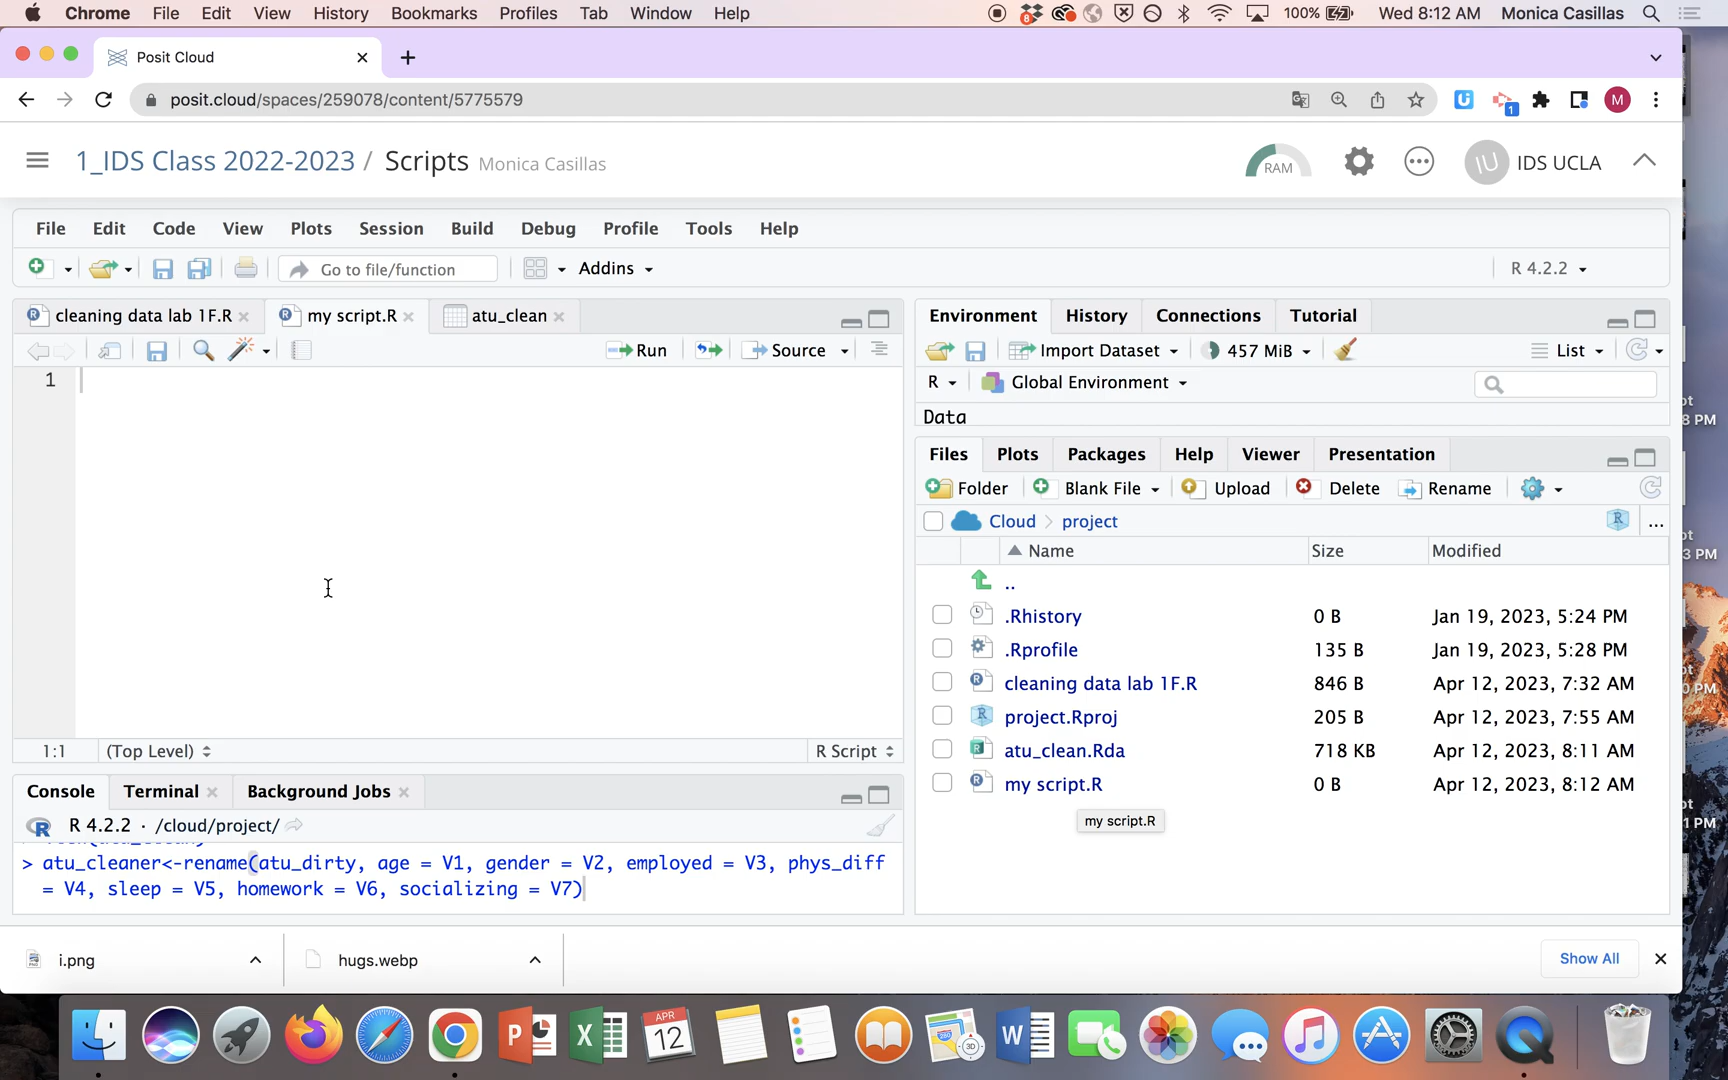 Chrome File Edit View History Bookmarks Profiles Tab Window Help 8 100% Wed 8:12 AM Monica Casillas
Posit Cloud
posit.cloud/spaces/259078/content/5775579 1 M
1_IDS Class 2022-2023 / Scripts Monica Casillas RAM IU IDS UCLA
File Edit Code View Plots Session Build Debug Profile Tools Help
Go to file/function Addins R 4.2.2
cleaning data lab 1F.R my script.R atu_clean
Run Source
1
1:1 (Top Level) R Script
Console Terminal Background Jobs
R 4.2.2 · /cloud/project/
> atu_cleaner<-rename(atu_dirty, age = V1, gender = V2, employed = V3, phys_diff
= V4, sleep = V5, homework = V6, socializing = V7)
Environment History Connections Tutorial
Import Dataset 457 MiB List
R Global Environment
Data
Files Plots Packages Help Viewer Presentation
Folder Blank File Upload Delete Rename
Cloud project R ...
Name Size Modified
..
.Rhistory 0 B Jan 19, 2023, 5:24 PM
.Rprofile 135 B Jan 19, 2023, 5:28 PM
cleaning data lab 1F.R 846 B Apr 12, 2023, 7:32 AM
project.Rproj 205 B Apr 12, 2023, 7:55 AM
atu_clean.Rda 718 KB Apr 12, 2023, 8:11 AM
my script.R 0 B Apr 12, 2023, 8:12 AM
my script.R
i.png hugs.webp Show All
APR
12
P X 3D W